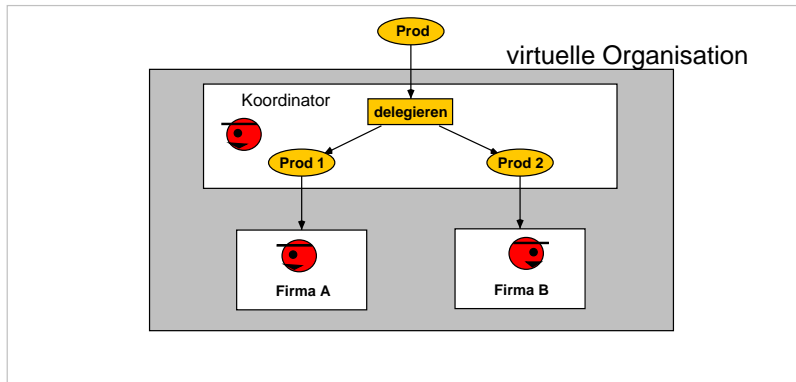 Prod
virtuelle Organisation
Koordinator
delegieren
Prod 1
Prod 2
Firma A
Firma B